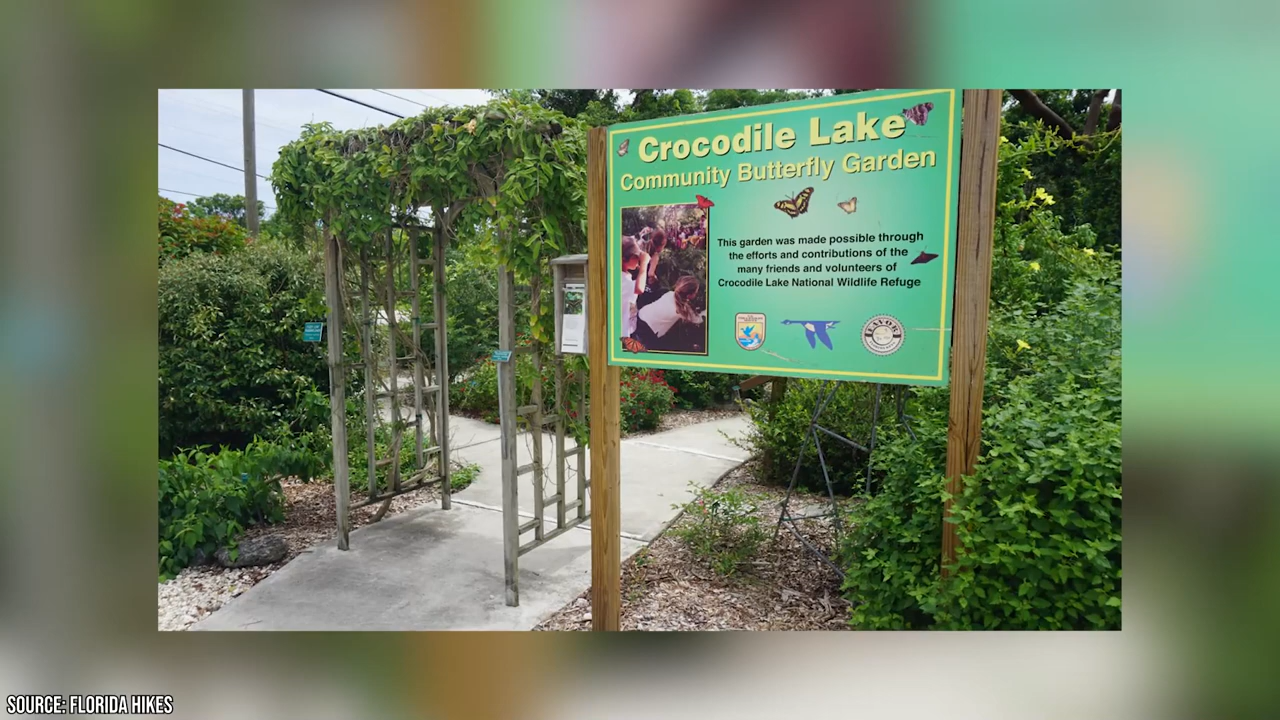 Crocodile Lake
Community Butterfly Garden
This garden was made possible through
the efforts and contributions of the
many friends and volunteers of
Crocodile Lake National Wildlife Refuge
SOURCE: FLORIDA HIKES